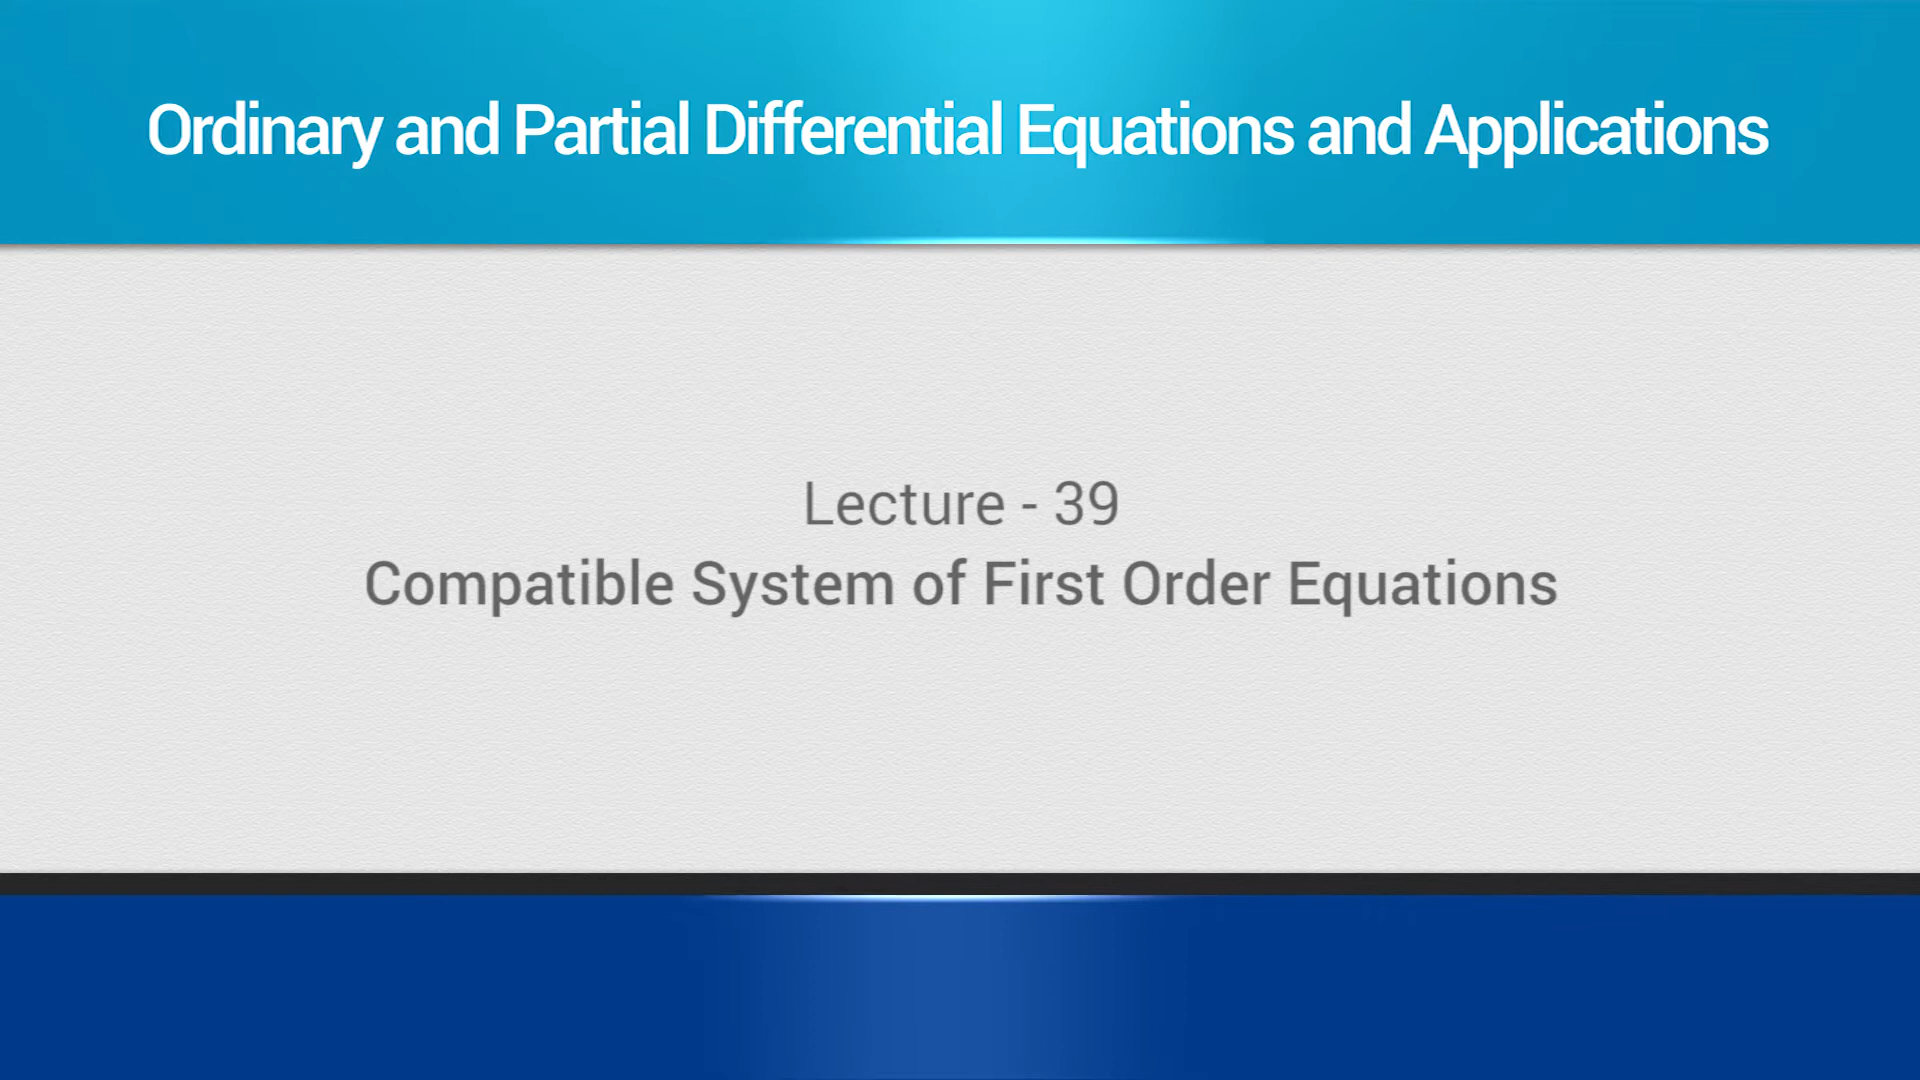 Ordinary and Partial Differential Equations and Applications
Lecture - 39
Compatible System of First Order Equations